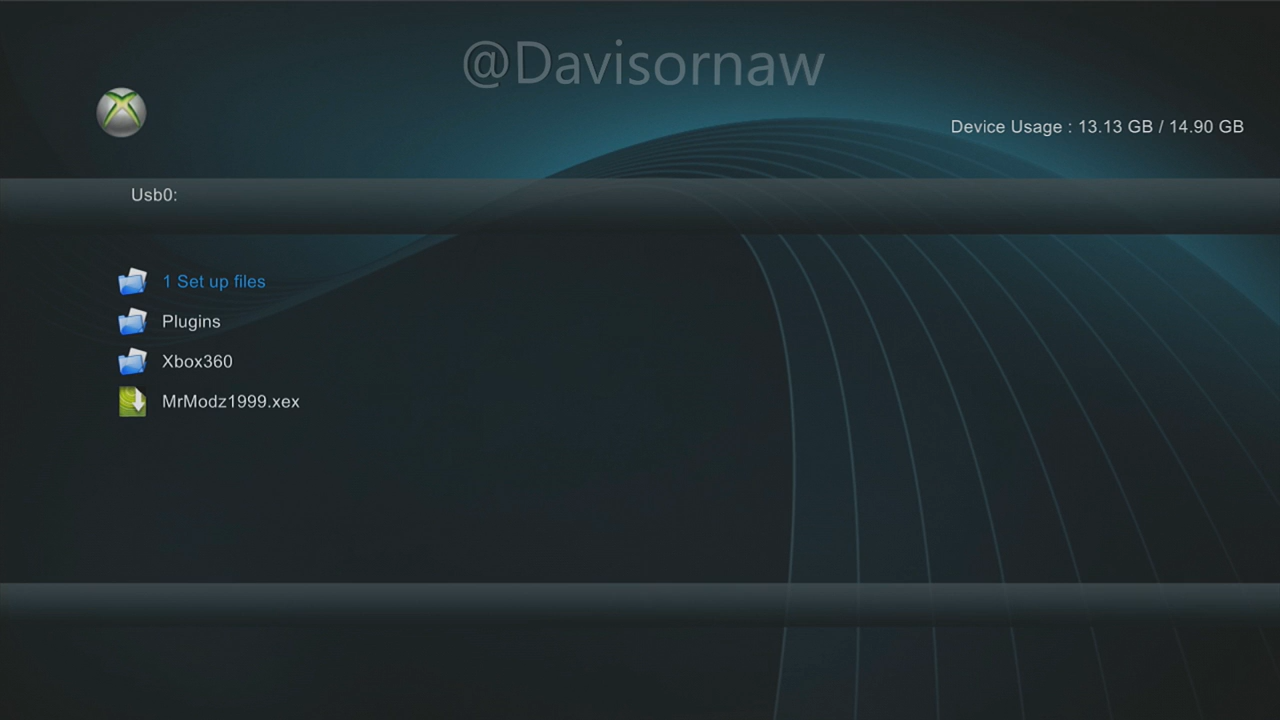 @Davisornaw
Device Usage : 13.13 GB / 14.90 GB
Usb0:
1 Set up files
Plugins
Xbox360
MrModz1999.xex